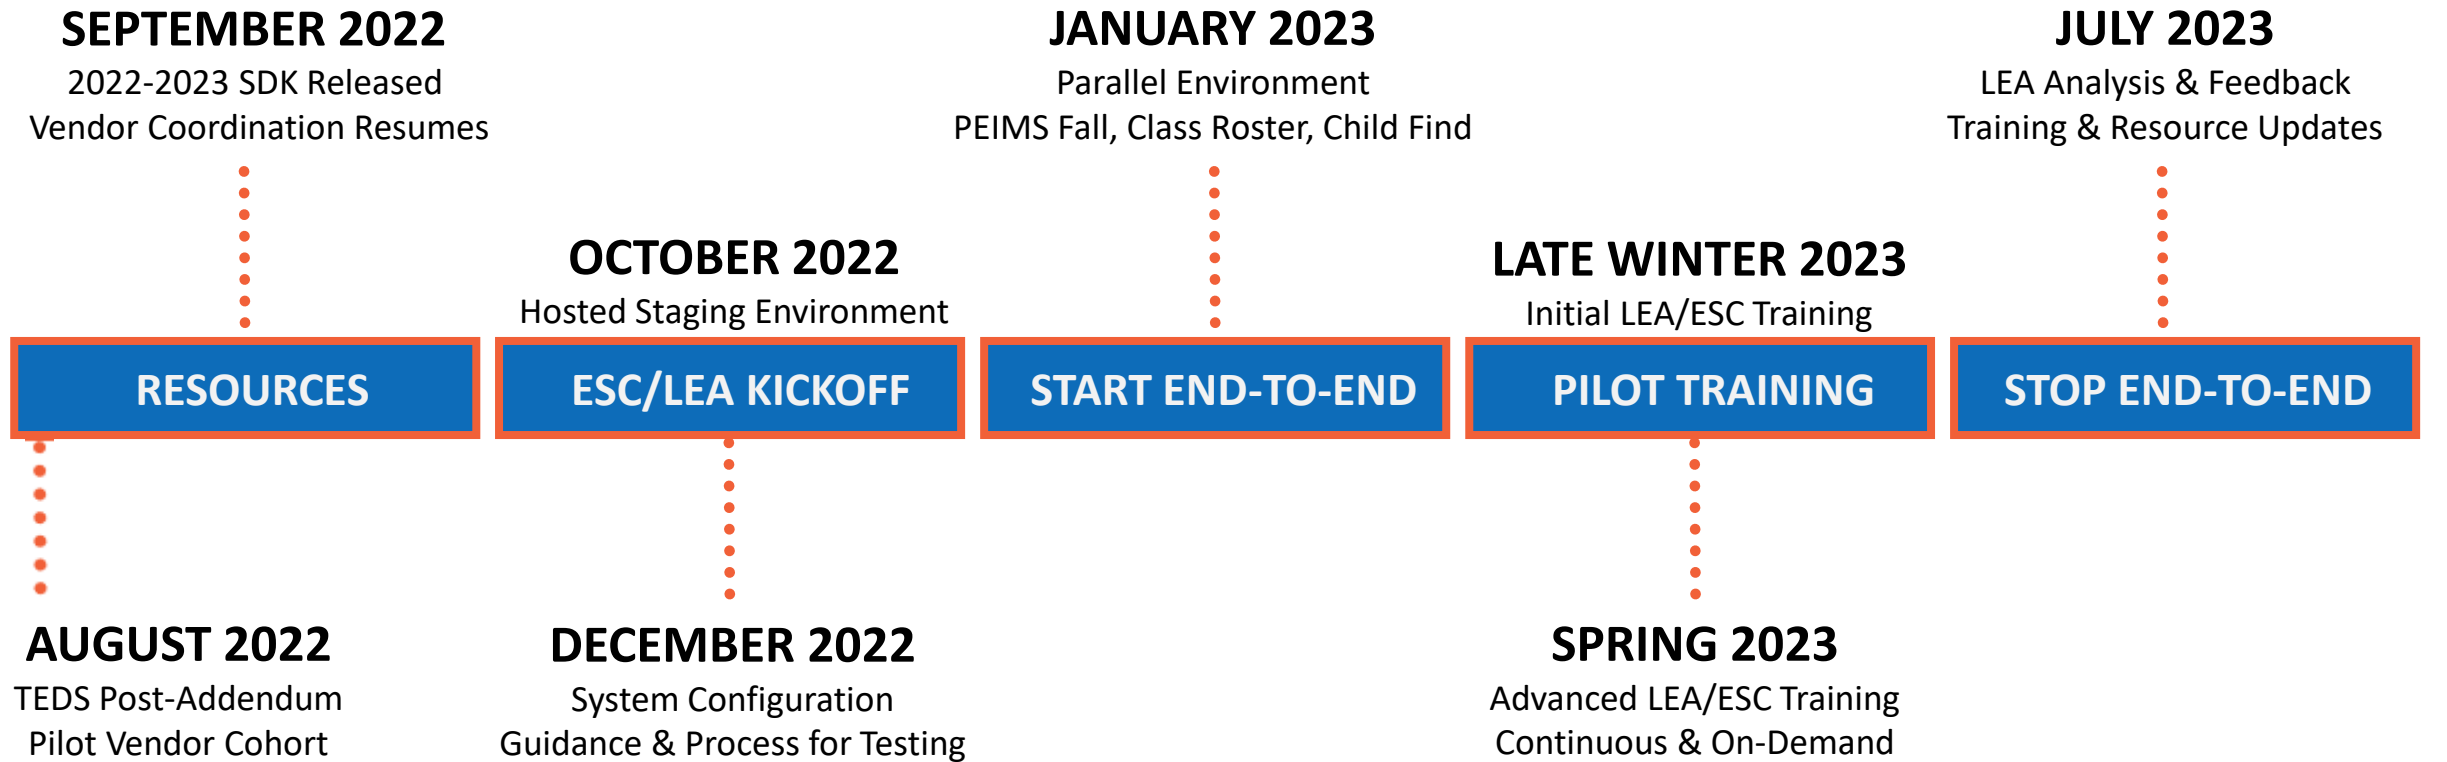 SEPTEMBER 2022
2022-2023 SDK Released
Vendor Coordination Resumes
JANUARY 2023
Parallel Environment
PEIMS Fall, Class Roster, Child Find
JULY 2023
LEA Analysis & Feedback
Training & Resource Updates
OCTOBER 2022
Hosted Staging Environment
LATE WINTER 2023
Initial LEA/ESC Training
RESOURCES
ESC/LEA KICKOFF
START END-TO-END
PILOT TRAINING
STOP END-TO-END
AUGUST 2022
TEDS Post-Addendum
Pilot Vendor Cohort
DECEMBER 2022
System Configuration
Guidance & Process for Testing
SPRING 2023
Advanced LEA/ESC Training
Continuous & On-Demand